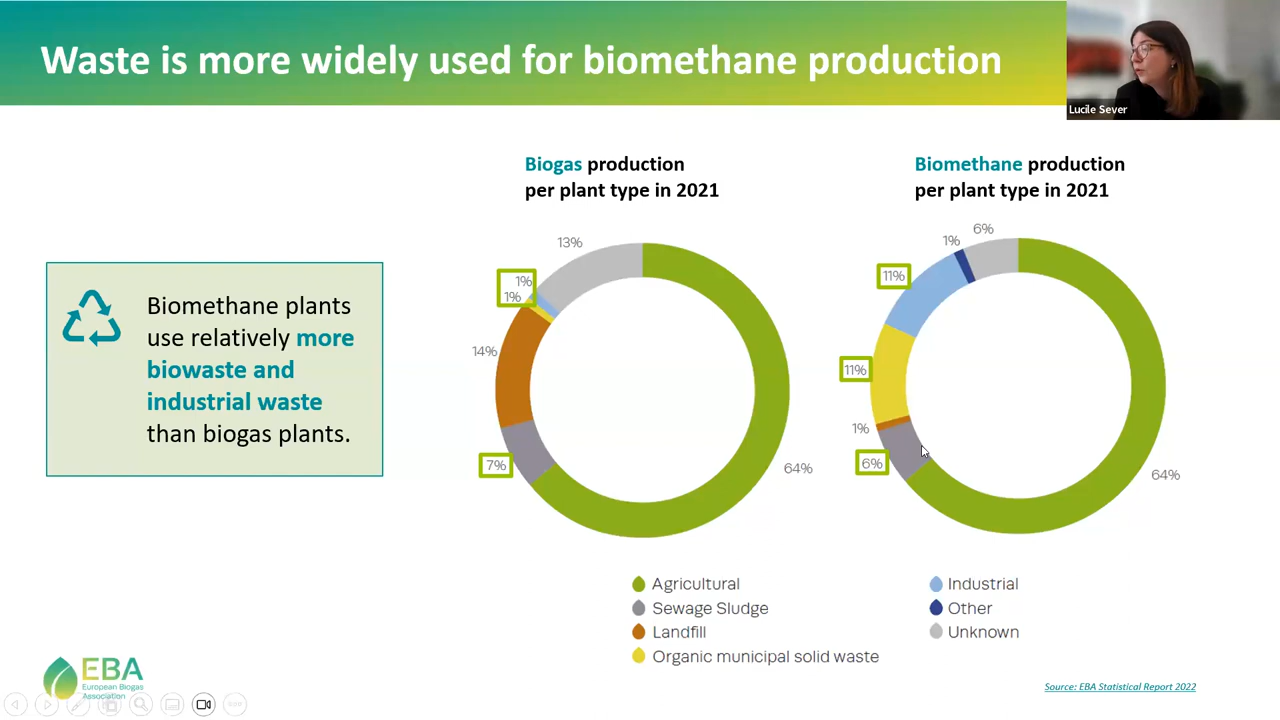 Waste is more widely used for biomethane production
Lucile Sever
Biomethane plants
use relatively more
biowaste and
industrial waste
than biogas plants.
Biogas production
per plant type in 2021
13%
1%
1%
14%
7%
64%
Biomethane production
per plant type in 2021
6%
1%
11%
11%
1%
6%
64%
Agricultural
Sewage Sludge
Landfill
Organic municipal solid waste
Industrial
Other
Unknown
EBA
European Biogas
Association
Source: EBA Statistical Report 2022